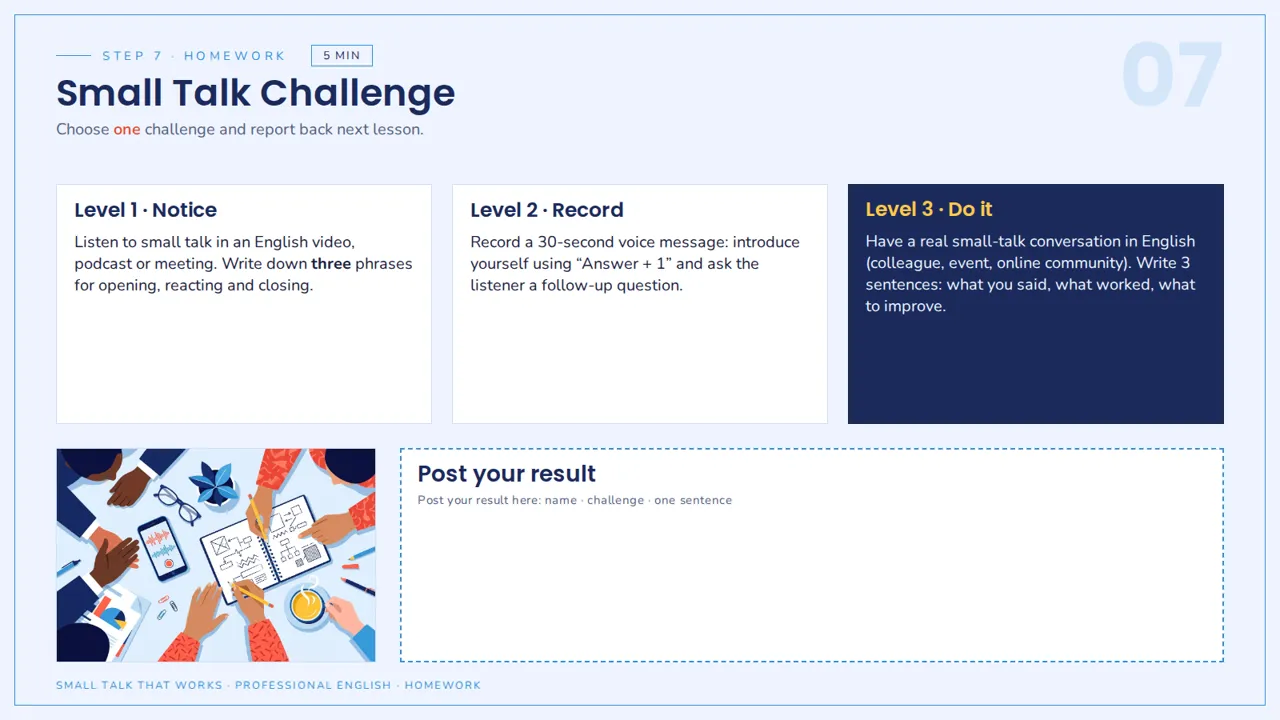 STEP 7 · HOMEWORK
5 MIN
07
Small Talk Challenge
Choose one challenge and report back next lesson.
Level 1 · Notice
Listen to small talk in an English video,
podcast or meeting. Write down three phrases
for opening, reacting and closing.
Level 2 · Record
Record a 30-second voice message: introduce
yourself using “Answer + 1” and ask the
listener a follow-up question.
Level 3 · Do it
Have a real small-talk conversation in English
(colleague, event, online community). Write 3
sentences: what you said, what worked, what
to improve.
Post your result
Post your result here: name · challenge · one sentence
SMALL TALK THAT WORKS · PROFESSIONAL ENGLISH · HOMEWORK